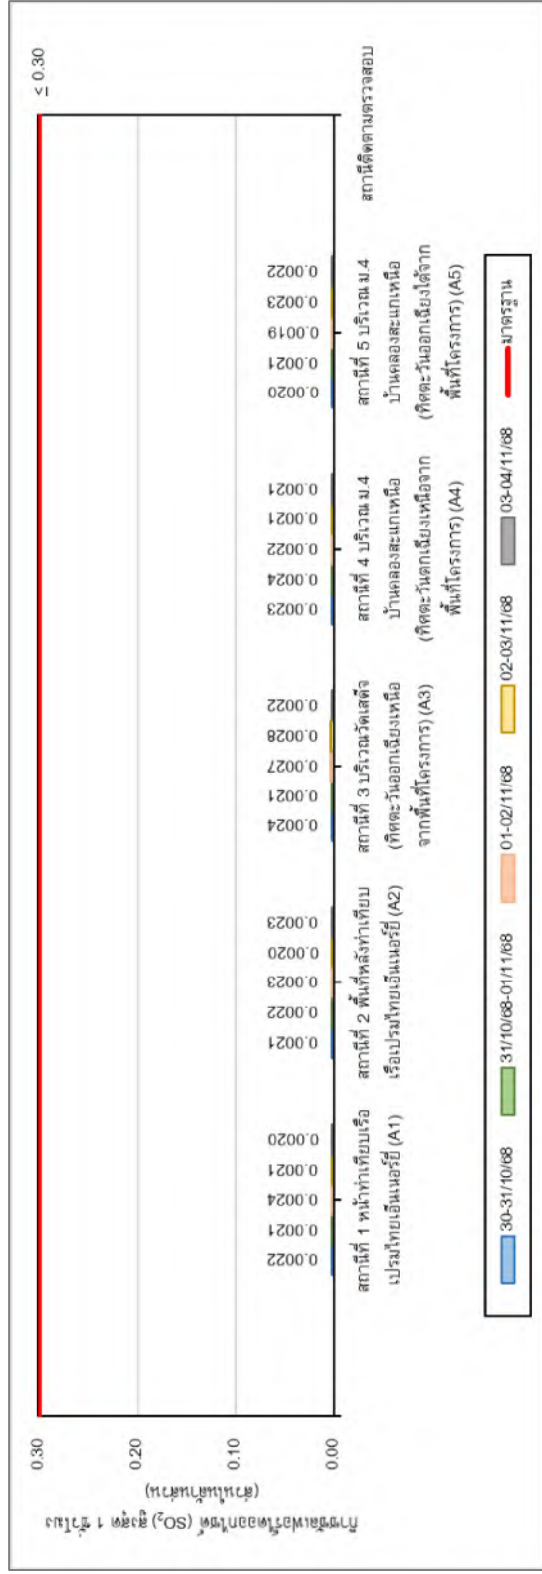 ก๊าซซัลเฟอร์ไดออกไซด์ (SO₂) สูงสุด 1 ชั่วโมง
(ส่วนในล้านส่วน)
0.30
0.20
0.10
0.00
≤ 0.30
0.0022
0.0021
0.0024
0.0021
0.0020
0.0021
0.0022
0.0023
0.0020
0.0023
0.0024
0.0021
0.0027
0.0028
0.0022
0.0023
0.0024
0.0022
0.0021
0.0021
0.0020
0.0021
0.0019
0.0023
0.0022
สถานีที่ 1 หน้าท่าเทียบเรือ
เปรมไทยเอ็นเนอร์ยี่ (A1)
สถานีที่ 2 พื้นที่หลังท่าเทียบ
เรือเปรมไทยเอ็นเนอร์ยี่ (A2)
สถานีที่ 3 บริเวณวัดเสด็จ
(ทิศตะวันออกเฉียงเหนือ
จากพื้นที่โครงการ) (A3)
สถานีที่ 4 บริเวณ ม.4
บ้านคลองสะแกเหนือ
(ทิศตะวันตกเฉียงเหนือจาก
พื้นที่โครงการ) (A4)
สถานีที่ 5 บริเวณ ม.4
บ้านคลองสะแกเหนือ
(ทิศตะวันออกเฉียงใต้จาก
พื้นที่โครงการ) (A5)
สถานีติดตามตรวจสอบ
30-31/10/68
31/10/68-01/11/68
01-02/11/68
02-03/11/68
03-04/11/68
มาตรฐาน